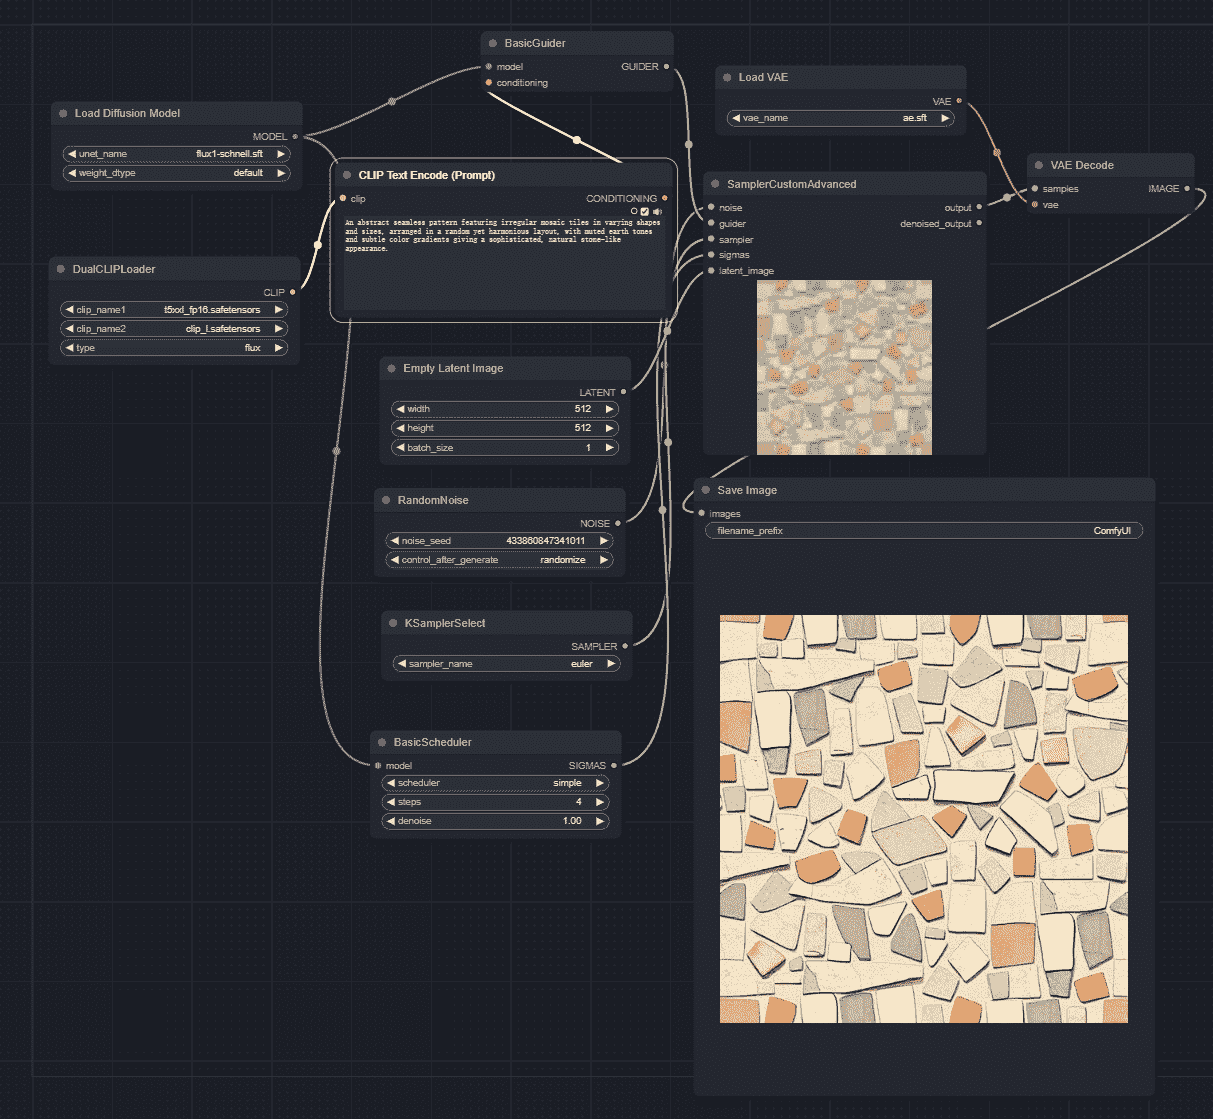 BasicGuider
model GUIDER
conditioning
Load VAE
VAE
vae_name ae.sft
Load Diffusion Model
MODEL
unet_name flux1-schnell.sft
weight_dtype default
CLIP Text Encode (Prompt)
clip CONDITIONING
An abstract seamless pattern featuring irregular mosaic tiles in varying shapes
and sizes, arranged in a random yet harmonious layout, with muted earth tones
and subtle color gradients giving a sophisticated, natural stone-like
appearance.
SamplerCustomAdvanced
noise output
guider denoised_output
sampler
sigmas
latent_image
VAE Decode
samples IMAGE
vae
DualCLIPLoader
CLIP
clip_name1 t5xxl_fp16.safetensors
clip_name2 clip_l.safetensors
type flux
Empty Latent Image
LATENT
width 512
height 512
batch_size 1
RandomNoise
NOISE
noise_seed 433860847341011
control_after_generate randomize
Save Image
images
filename_prefix ComfyUI
KSamplerSelect
SAMPLER
sampler_name euler
BasicScheduler
model SIGMAS
scheduler simple
steps 4
denoise 1.00